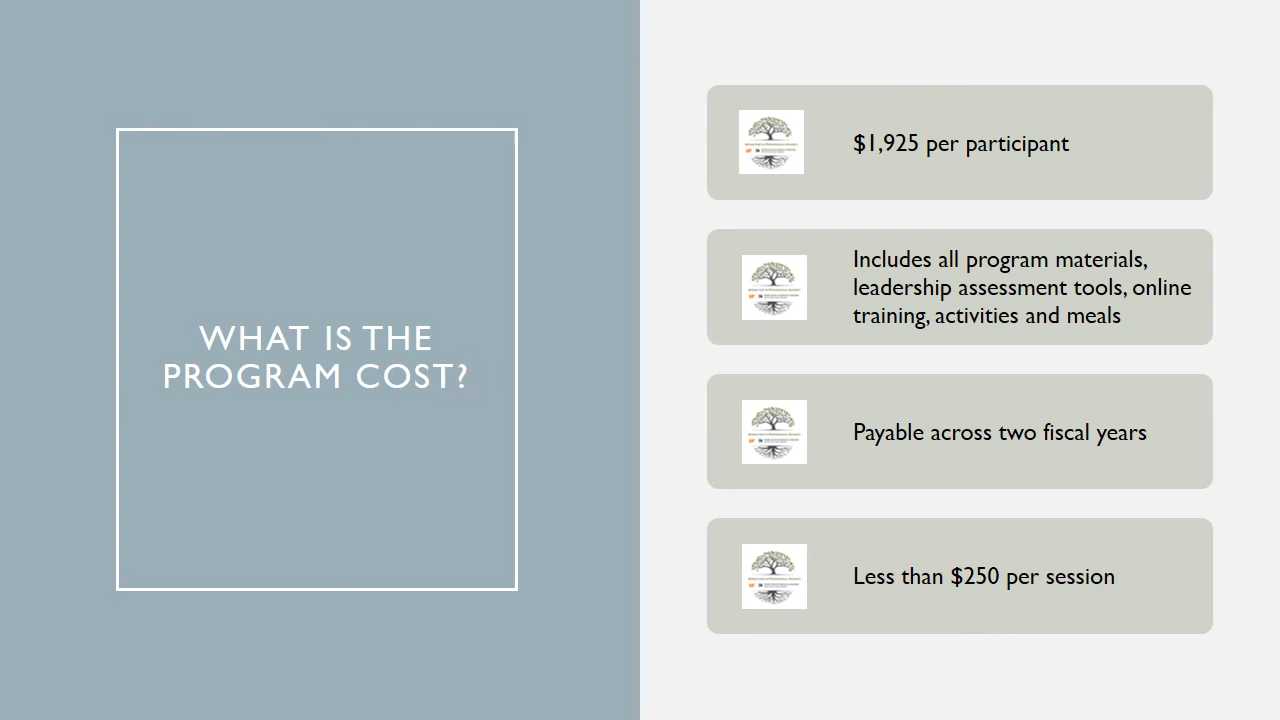 WHAT IS THE
PROGRAM COST?
$1,925 per participant
Includes all program materials,
leadership assessment tools, online
training, activities and meals
Payable across two fiscal years
Less than $250 per session